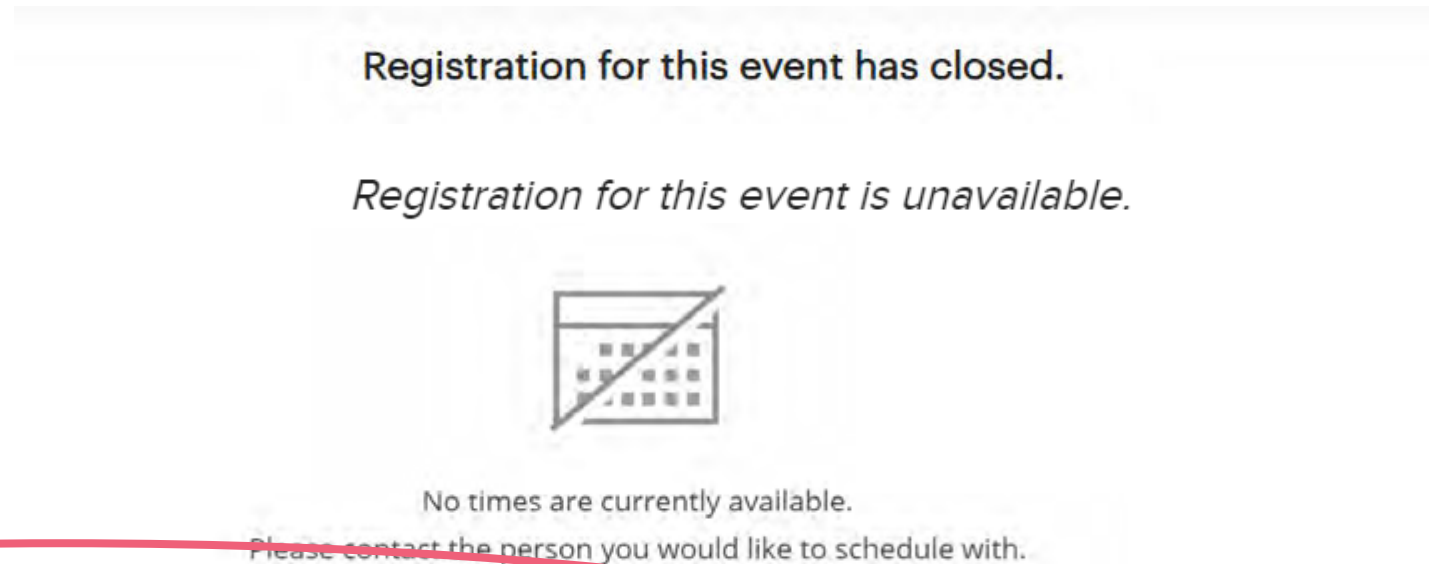 Registration for this event has closed.
Registration for this event is unavailable.
No times are currently available.
Please contact the person you would like to schedule with.